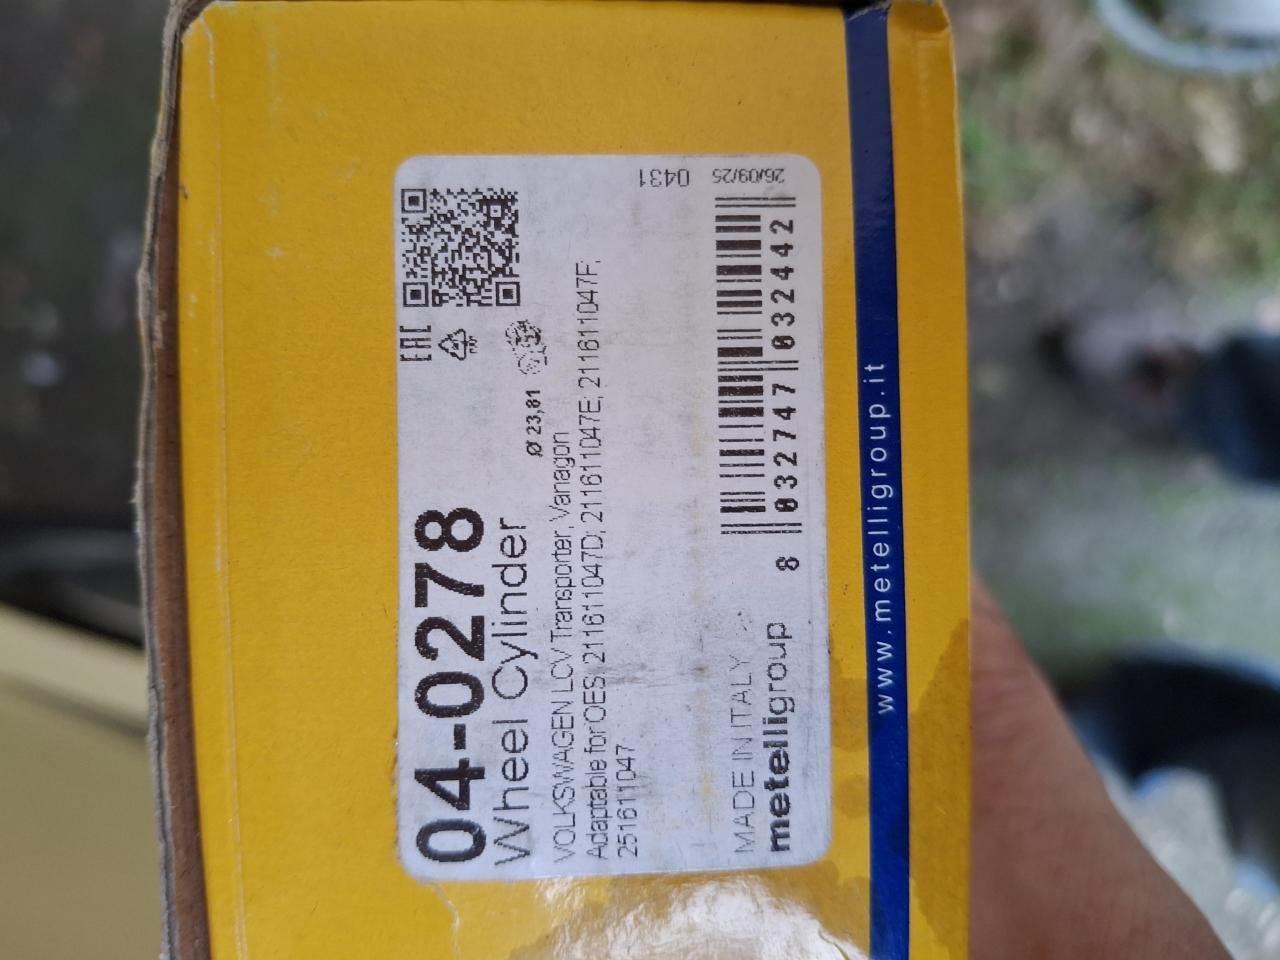 04-0278
Wheel Cylinder
Ø 23,81
VOLKSWAGEN LCV Transporter, Vanagon
Adaptable for OES: 211611047D; 211611047E; 211611047F;
251611047
EAC
MADE IN ITALY
metelligroup
8 032747 032442
0431
26/09/25
www.metelligroup.it